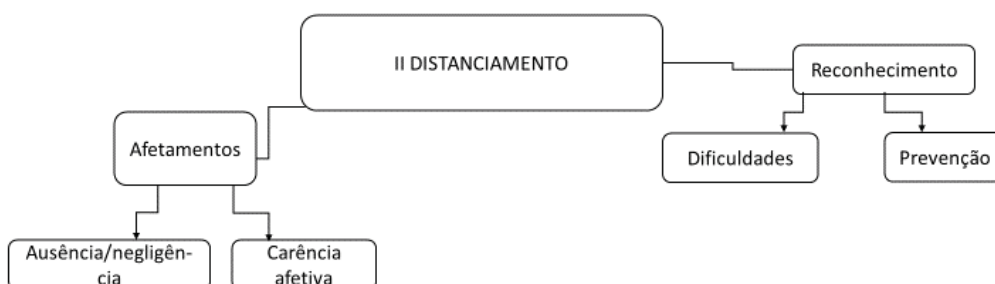 II DISTANCIAMENTO
Reconhecimento
Afetamentos
Dificuldades
Prevenção
Ausência/negligên-
cia
Carência
afetiva